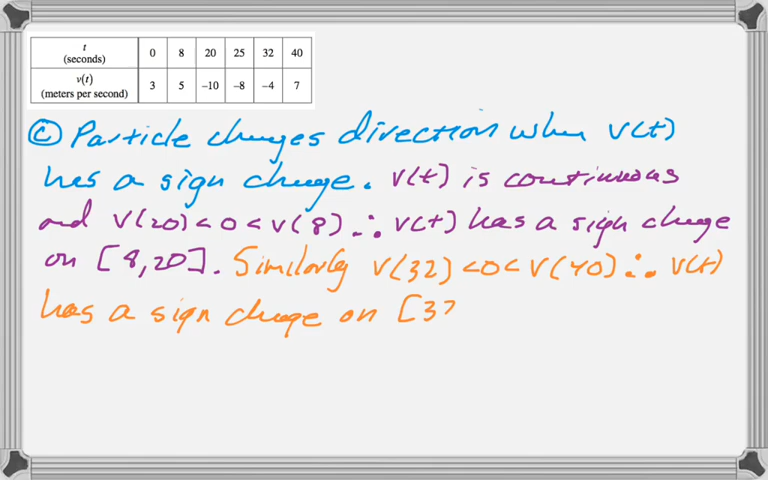 t (seconds) 0 8 20 25 32 40
v(t) (meters per second) 3 5 −10 −8 −4 7
ⓒ Particle changes direction when v(t)
has a sign change. v(t) is continuous
and v(20) < 0 < v(8) ∴ v(t) has a sign change
on [8,20]. Similarly v(32) < 0 < v(40) ∴ v(t)
has a sign change on [32